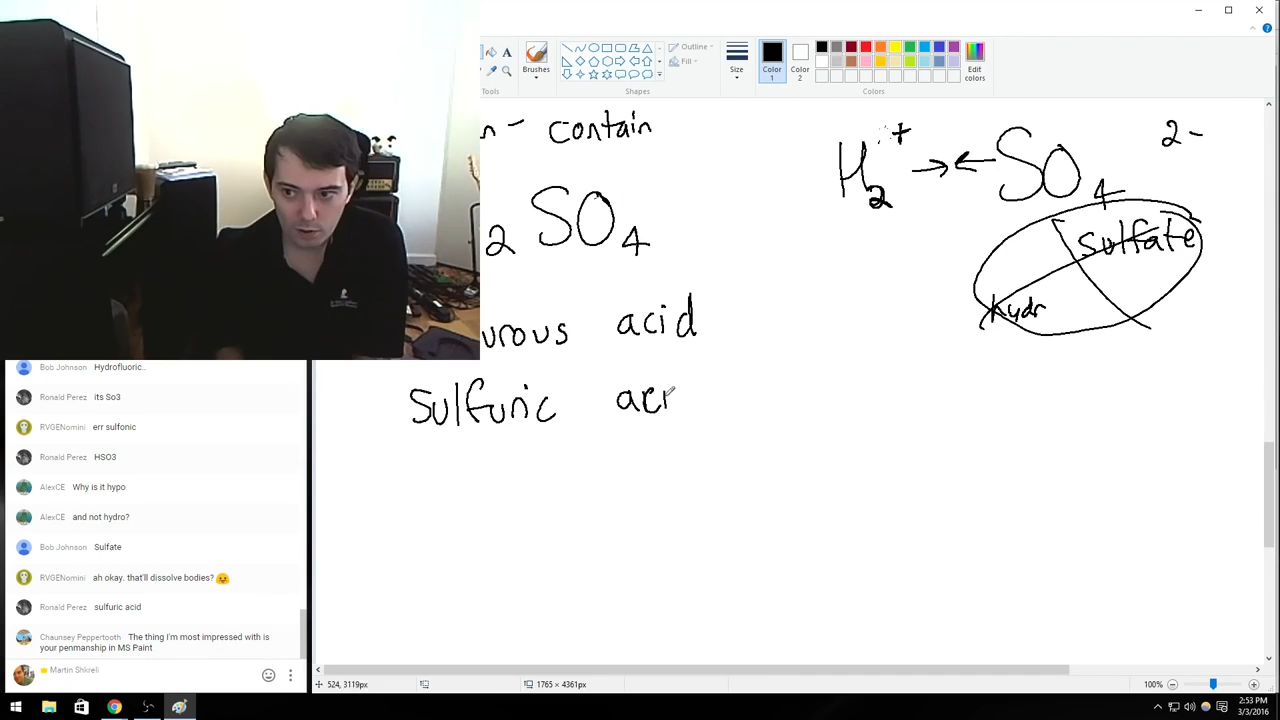 Tools
Brushes
Shapes
Outline
Fill
Size
Color 1
Color 2
Edit colors
Colors
n - contain
2 SO4
urous acid
sulfuric aci
H2+ → ← SO4 2-
sulfate
hydr
Bob Johnson Hydrofluoric..
Ronald Perez its So3
RVGENomini err sulfonic
Ronald Perez HSO3
AlexCE Why is it hypo
AlexCE and not hydro?
Bob Johnson Sulfate
RVGENomini ah okay. that'll dissolve bodies?
Ronald Perez sulfuric acid
Chaunsey Peppertooth The thing I'm most impressed with is
your penmanship in MS Paint
Martin Shkreli
524, 3119px
1765 × 4361px
100%
2:53 PM
3/3/2016